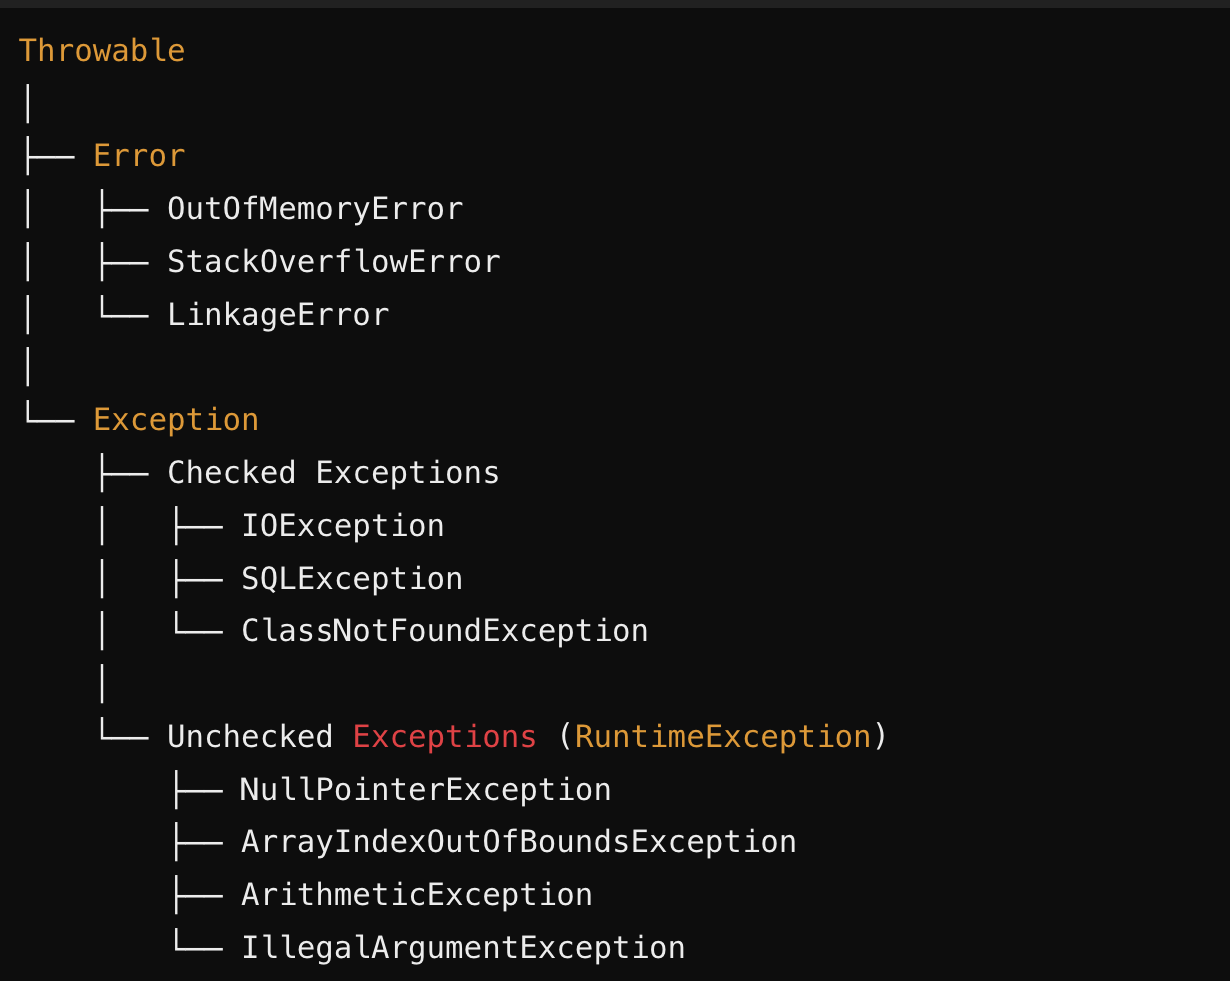 Throwable
│
├── Error
│   ├── OutOfMemoryError
│   ├── StackOverflowError
│   └── LinkageError
│
└── Exception
    ├── Checked Exceptions
    │   ├── IOException
    │   ├── SQLException
    │   └── ClassNotFoundException
    │
    └── Unchecked Exceptions (RuntimeException)
        ├── NullPointerException
        ├── ArrayIndexOutOfBoundsException
        ├── ArithmeticException
        └── IllegalArgumentException